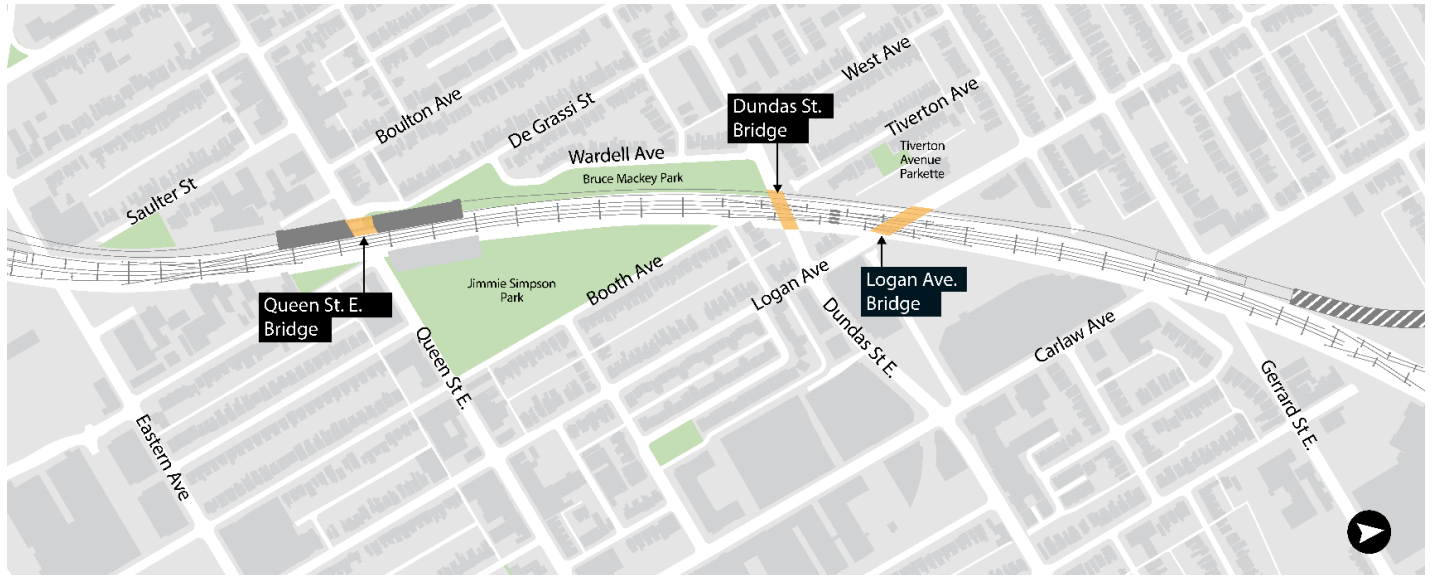 West Ave
Boulton Ave
Dundas St.
Bridge
De Grassi St
Tiverton Ave
Wardell Ave
Tiverton
Avenue
Parkette
Bruce Mackey Park
Saulter St
Jimmie Simpson
Park
Booth Ave
Logan Ave
Logan Ave.
Bridge
Queen St. E.
Bridge
Queen St E.
Dundas St E.
Carlaw Ave
Gerrard St E.
Eastern Ave